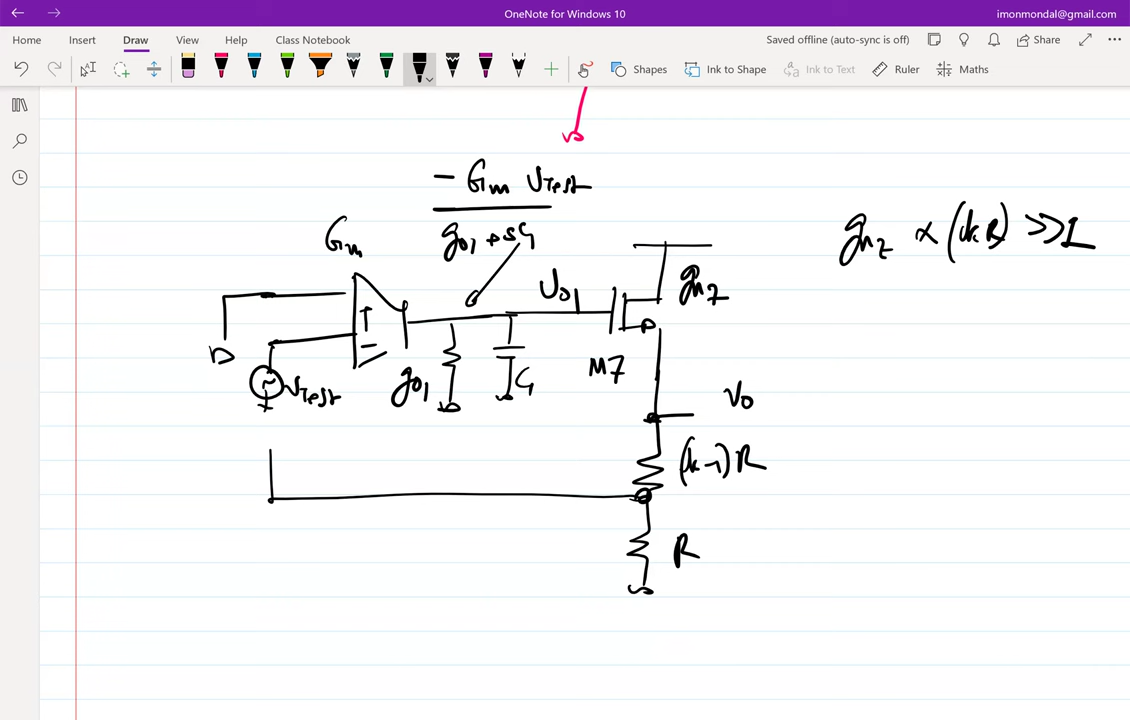 OneNote for Windows 10
imonmondal@gmail.com
Home Insert Draw View Help Class Notebook
Saved offline (auto-sync is off) Share
Shapes Ink to Shape Ink to Text Ruler Maths
- Gm vTest
go1 + sC1
Gm
gm7 × (kR) >>1
+
-
vo1
gm7
vTest
go1
C1
M7
vo
(k-1)R
R